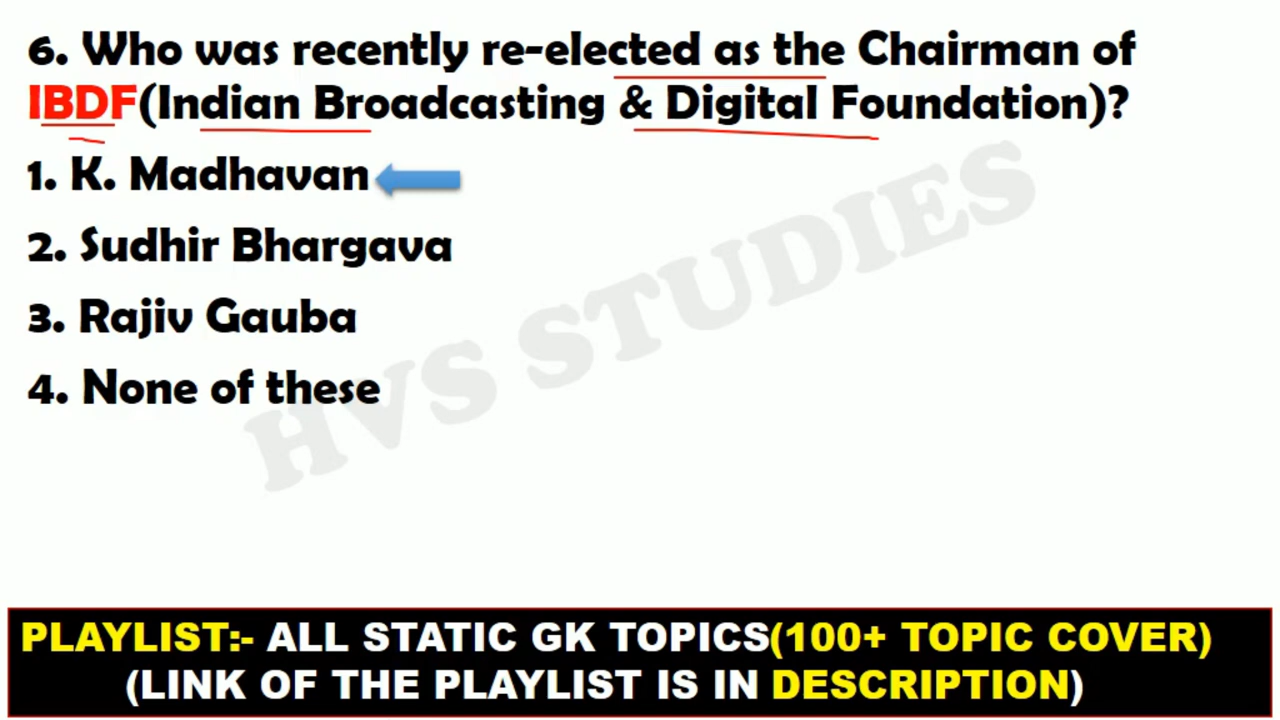 6. Who was recently re-elected as the Chairman of
IBDF(Indian Broadcasting & Digital Foundation)?
1. K. Madhavan
2. Sudhir Bhargava
3. Rajiv Gauba
4. None of these
HVS STUDIES
PLAYLIST:- ALL STATIC GK TOPICS(100+ TOPIC COVER)
(LINK OF THE PLAYLIST IS IN DESCRIPTION)